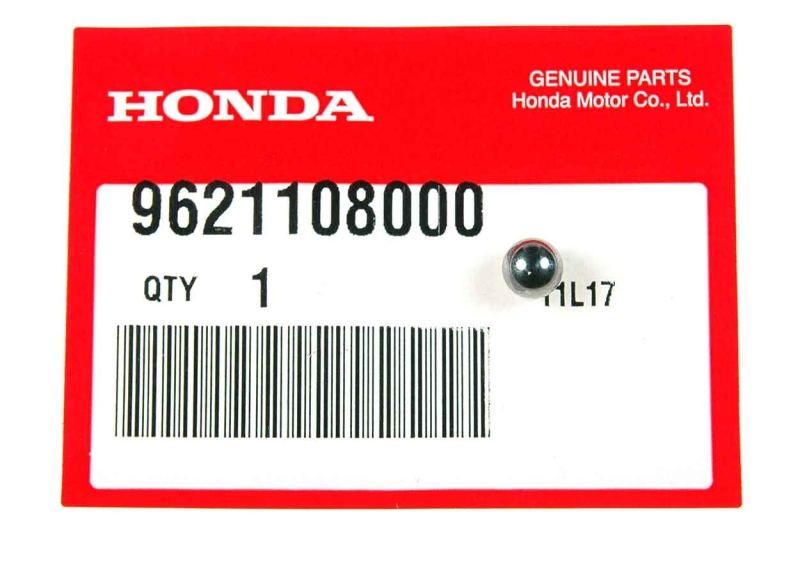 HONDA
GENUINE PARTS
Honda Motor Co., Ltd.
9621108000
QTY 1
11L17